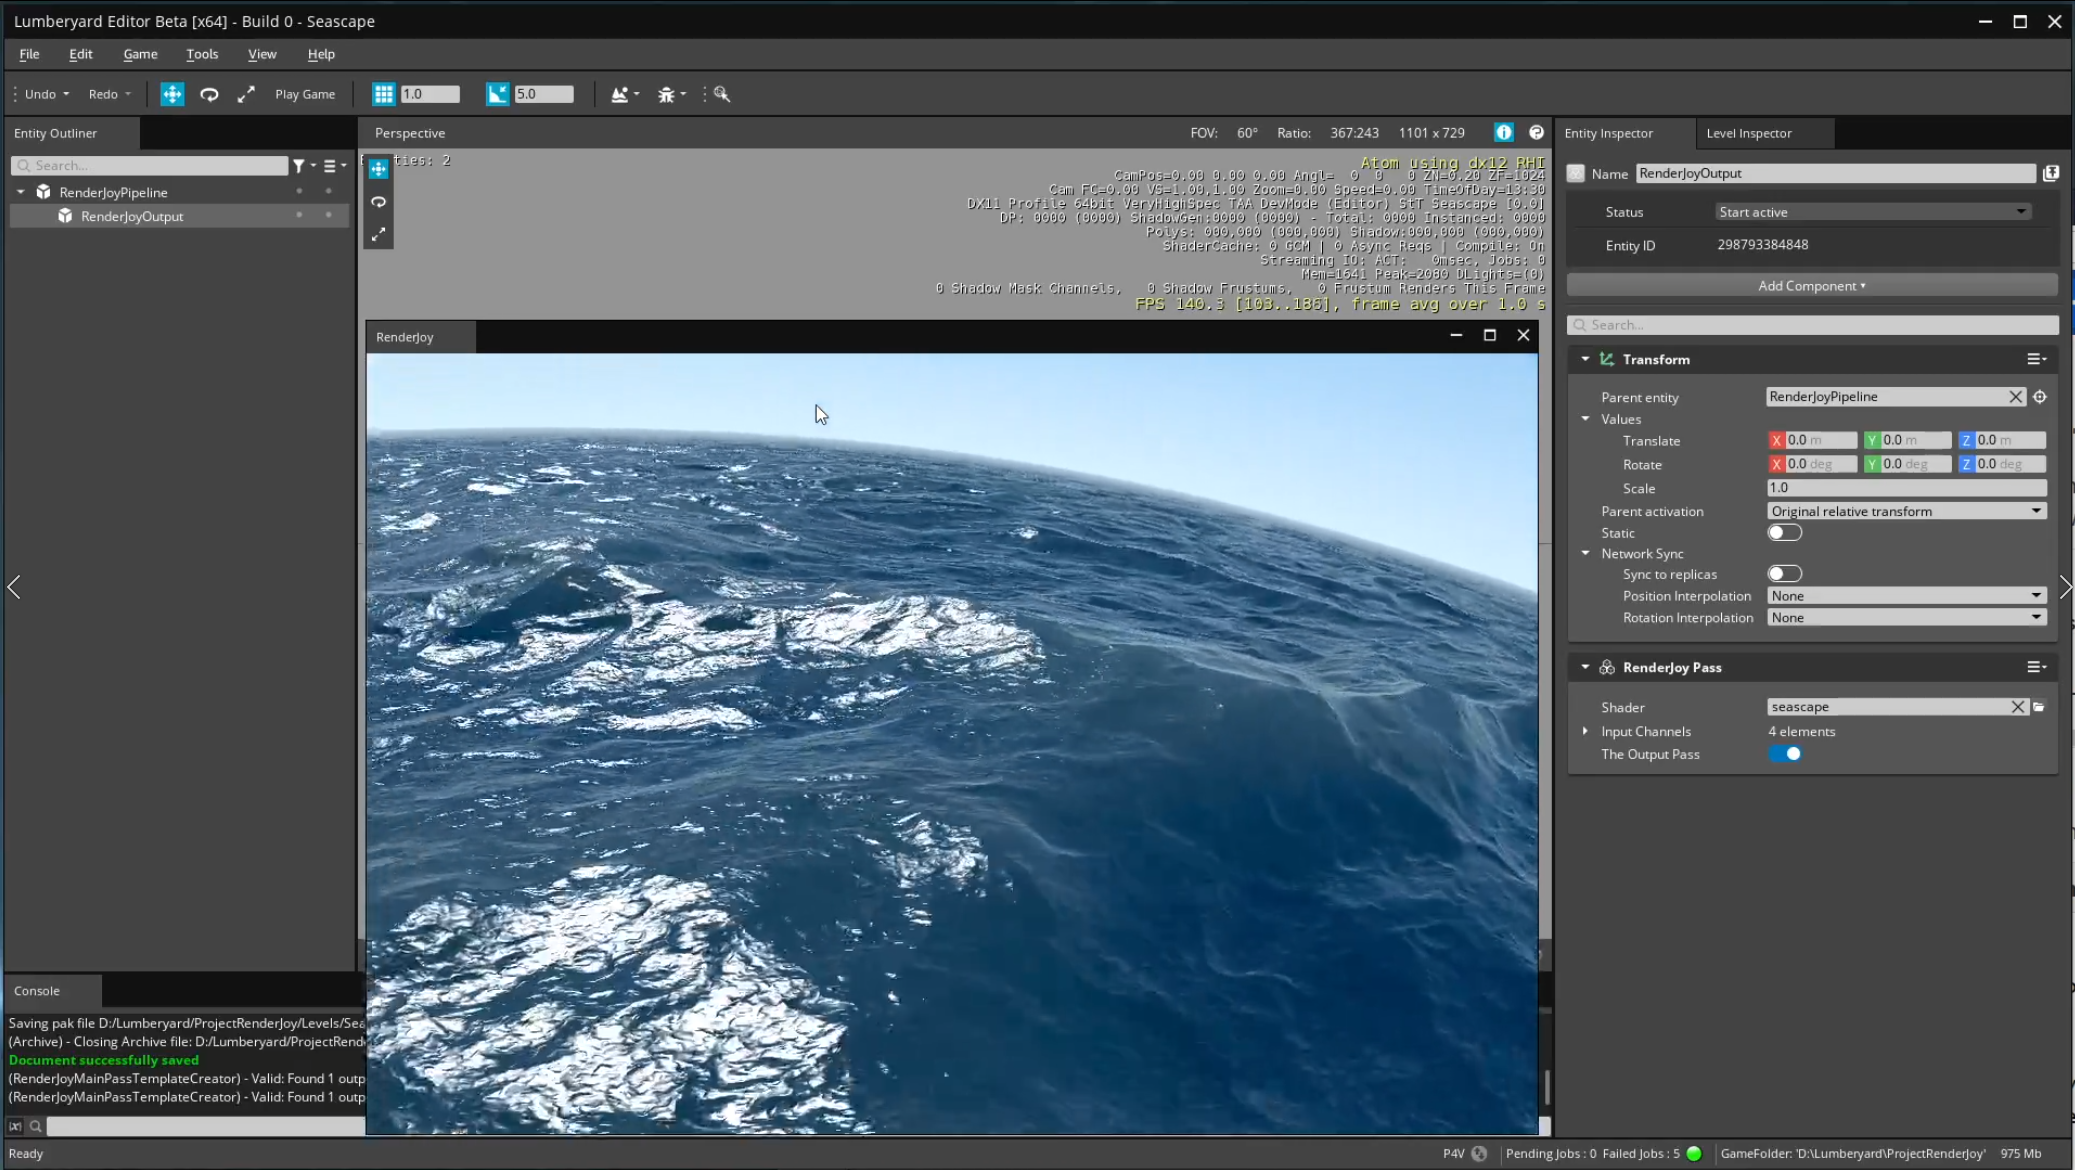 Lumberyard Editor Beta [x64] - Build 0 - Seascape
File Edit Game Tools View Help
Undo Redo Play Game 1.0 5.0
Entity Outliner
Search...
RenderJoyPipeline
RenderJoyOutput
Perspective FOV: 60° Ratio: 367:243 1101 x 729
ties: 2
Atom using dx12 RHI
CamPos=0.00 0.00 0.00 Angl= 0 0 0 ZN=0.20 ZF=1024
Cam FC=0.00 VS=1.00,1.00 Zoom=0.00 Speed=0.00 TimeOfDay=13:30
DX11 Profile 64bit VeryHighSpec TAA DevMode (Editor) StT Seascape [0.0]
DP: 0000 (0000) ShadowGen:0000 (0000) - Total: 0000 Instanced: 0000
Polys: 000,000 (000,000) Shadow:000,000 (000,000)
ShaderCache: 0 GCM | 0 Async Reqs | Compile: On
Streaming IO: ACT: 0msec, Jobs: 0
Mem=1641 Peak=2080 DLights=(0)
0 Shadow Mask Channels, 0 Shadow Frustums, 0 Frustum Renders This Frame
FPS 140.3 [103..186], frame avg over 1.0 s
RenderJoy
Entity Inspector Level Inspector
Name RenderJoyOutput
Status Start active
Entity ID 298793384848
Add Component
Search...
Transform
Parent entity RenderJoyPipeline
Values
Translate X 0.0 m Y 0.0 m Z 0.0 m
Rotate X 0.0 deg Y 0.0 deg Z 0.0 deg
Scale 1.0
Parent activation Original relative transform
Static
Network Sync
Sync to replicas
Position Interpolation None
Rotation Interpolation None
RenderJoy Pass
Shader seascape
Input Channels 4 elements
The Output Pass
Console
Saving pak file D:/Lumberyard/ProjectRenderJoy/Levels/Sea
(Archive) - Closing Archive file: D:/Lumberyard/ProjectRende
Document successfully saved
(RenderJoyMainPassTemplateCreator) - Valid: Found 1 outp
(RenderJoyMainPassTemplateCreator) - Valid: Found 1 outp
Ready P4V Pending Jobs : 0 Failed Jobs : 5 GameFolder: 'D:\Lumberyard\ProjectRenderJoy' 975 Mb